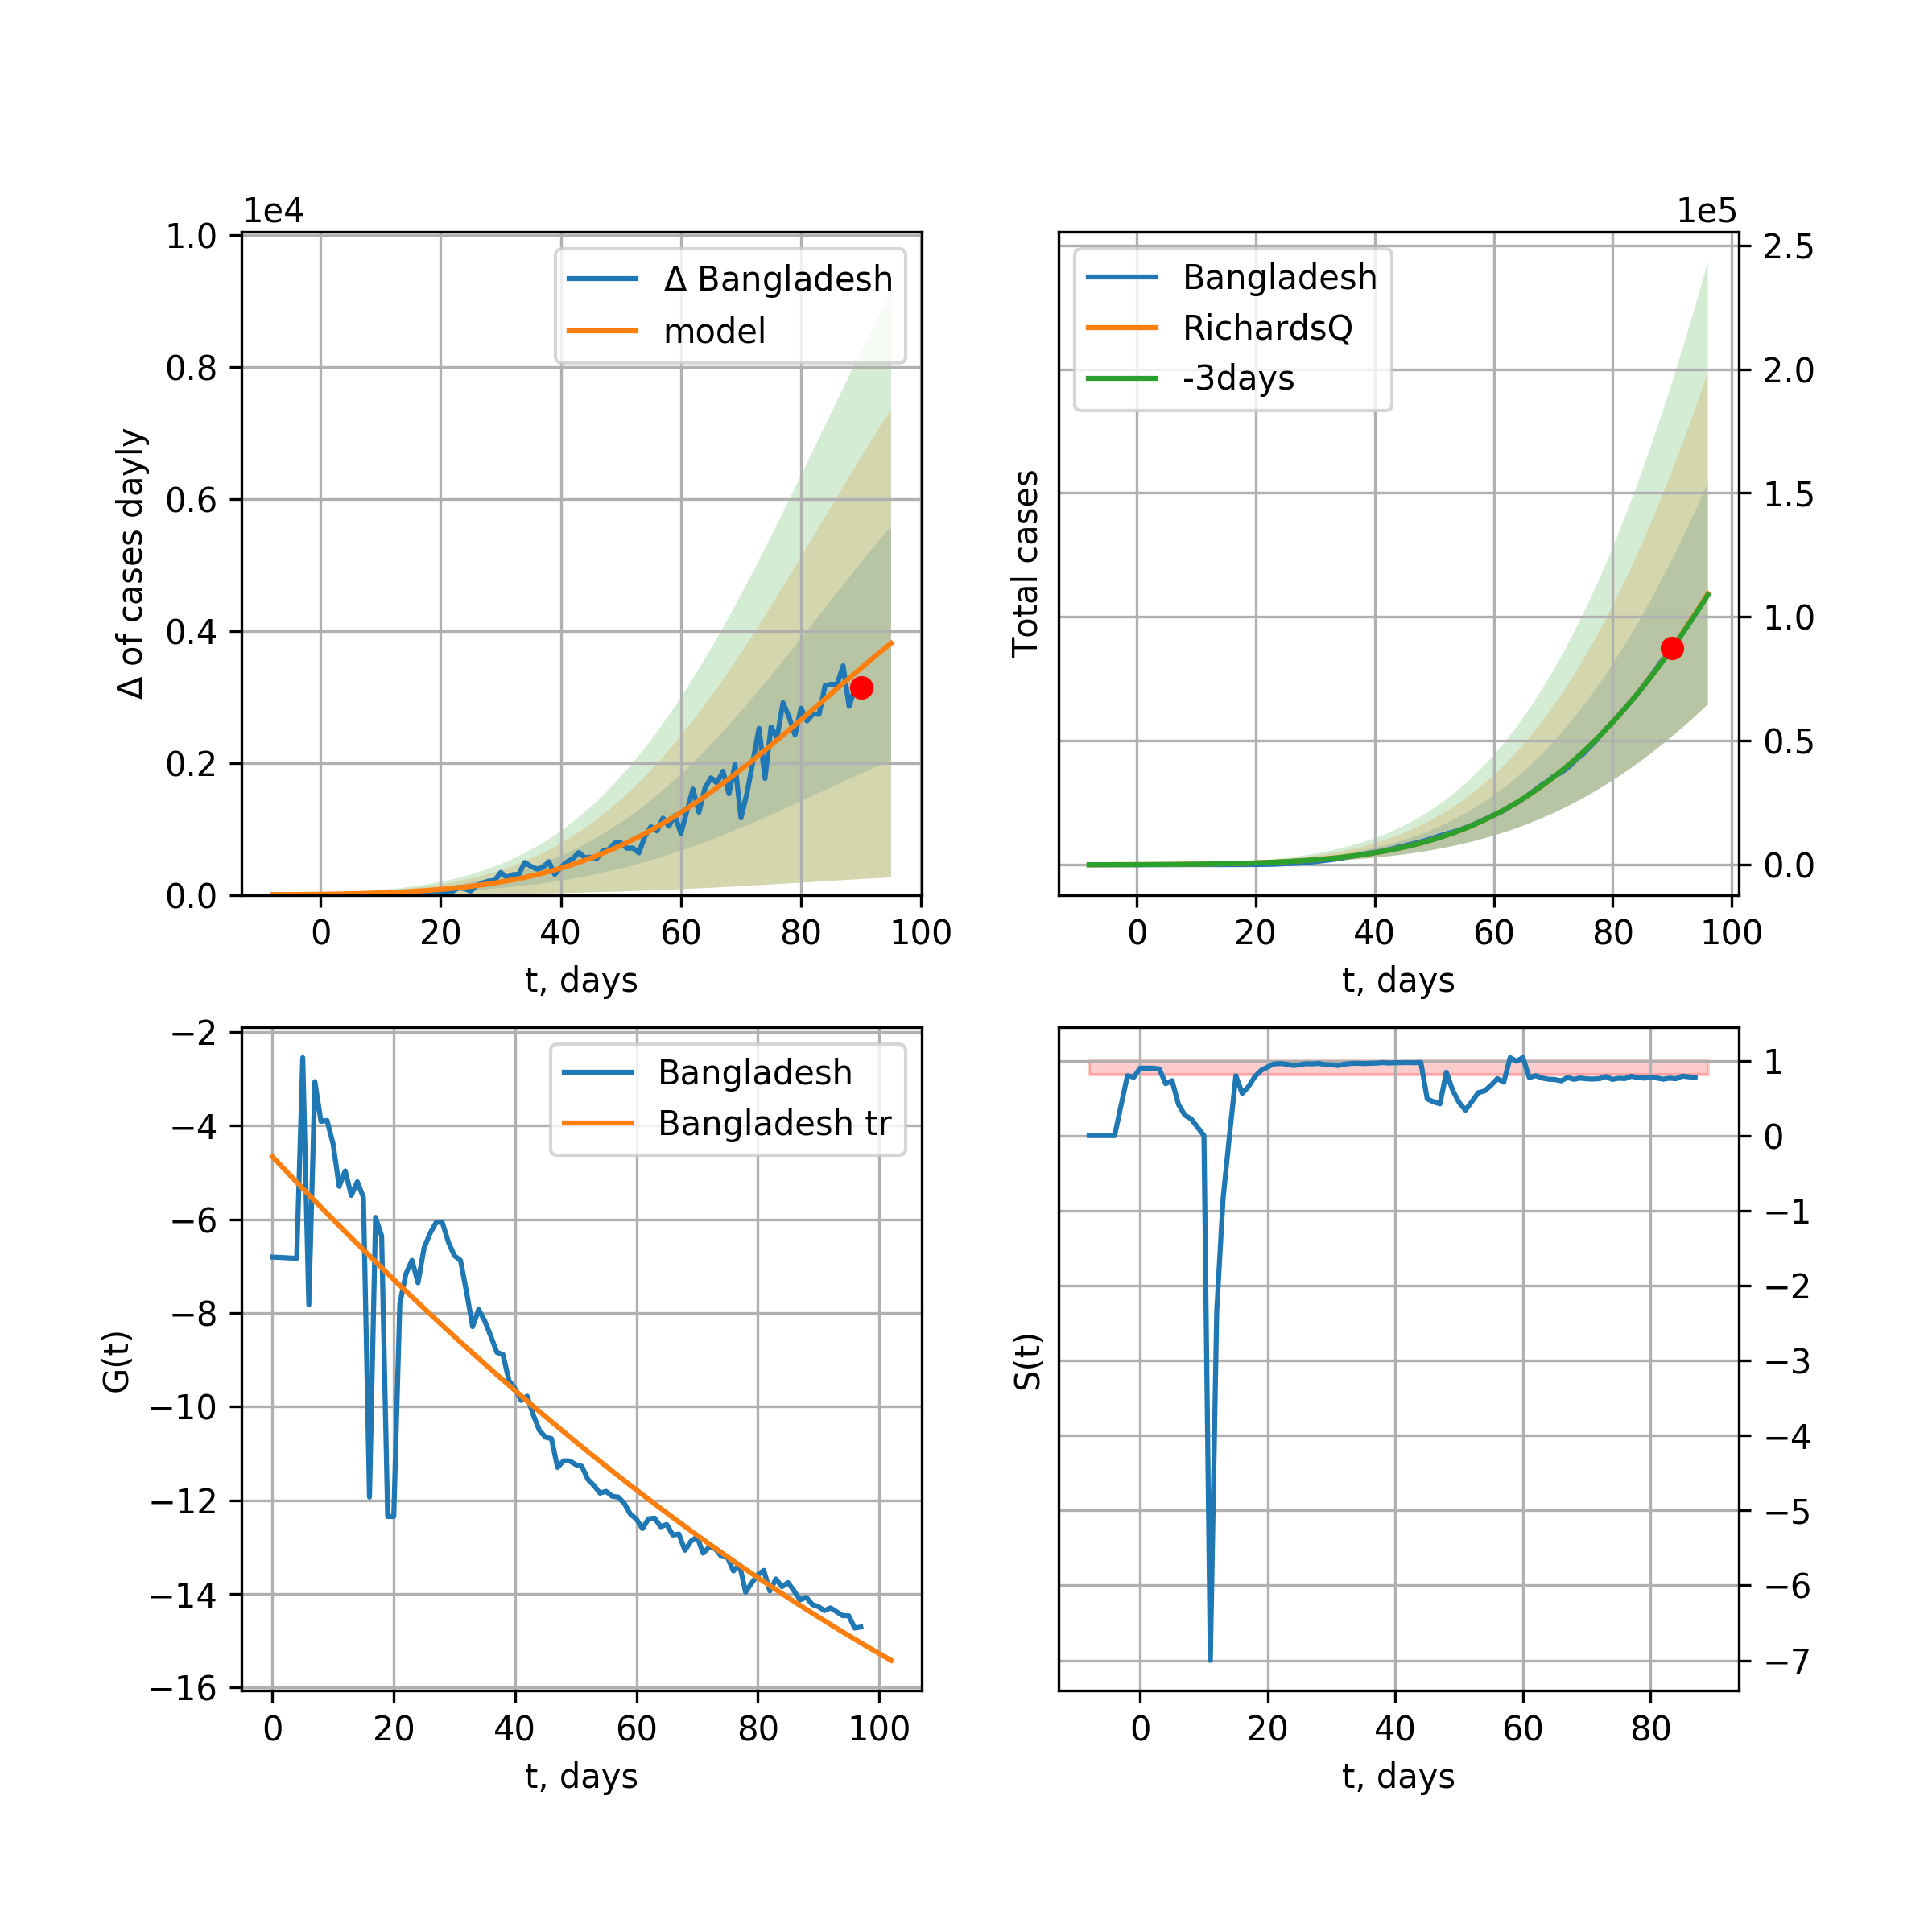 1e4
1.0
0.8
0.6
0.4
0.2
0.0
Δ of cases dayly
Δ Bangladesh
model
0 20 40 60 80 100
t, days
1e5
2.5
2.0
1.5
1.0
0.5
0.0
Total cases
Bangladesh
RichardsQ
-3days
0 20 40 60 80 100
t, days
−2
−4
−6
−8
−10
−12
−14
−16
G(t)
Bangladesh
Bangladesh tr
0 20 40 60 80 100
t, days
1
0
−1
−2
−3
−4
−5
−6
−7
S(t)
0 20 40 60 80
t, days